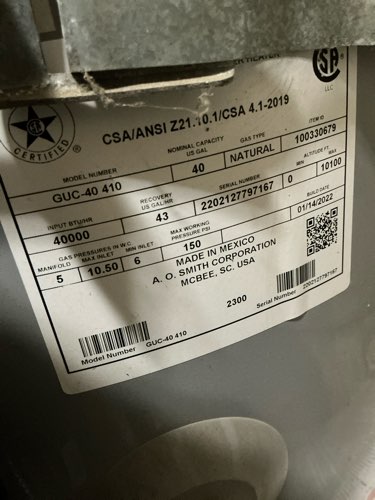 CSA/ANSI Z21.10.1/CSA 4.1-2019
CERTIFIED ®
LLC
MODEL NUMBER NOMINAL CAPACITY US GAL GAS TYPE ITEM ID
GUC-40 410 40 NATURAL 100330679
INPUT BTU/HR RECOVERY US GAL/HR SERIAL NUMBER ALTITUDE FT MIN MAX
40000 43 2202127797167 0 10100
GAS PRESSURES IN W.C. MAX WORKING PRESSURE PSI BUILD DATE
MANIFOLD MAX INLET MIN INLET
5 10.50 6 150 01/14/2022
MADE IN MEXICO
A. O. SMITH CORPORATION
MCBEE, SC. USA
2300
Model Number GUC-40 410
Serial Number 2202127797167